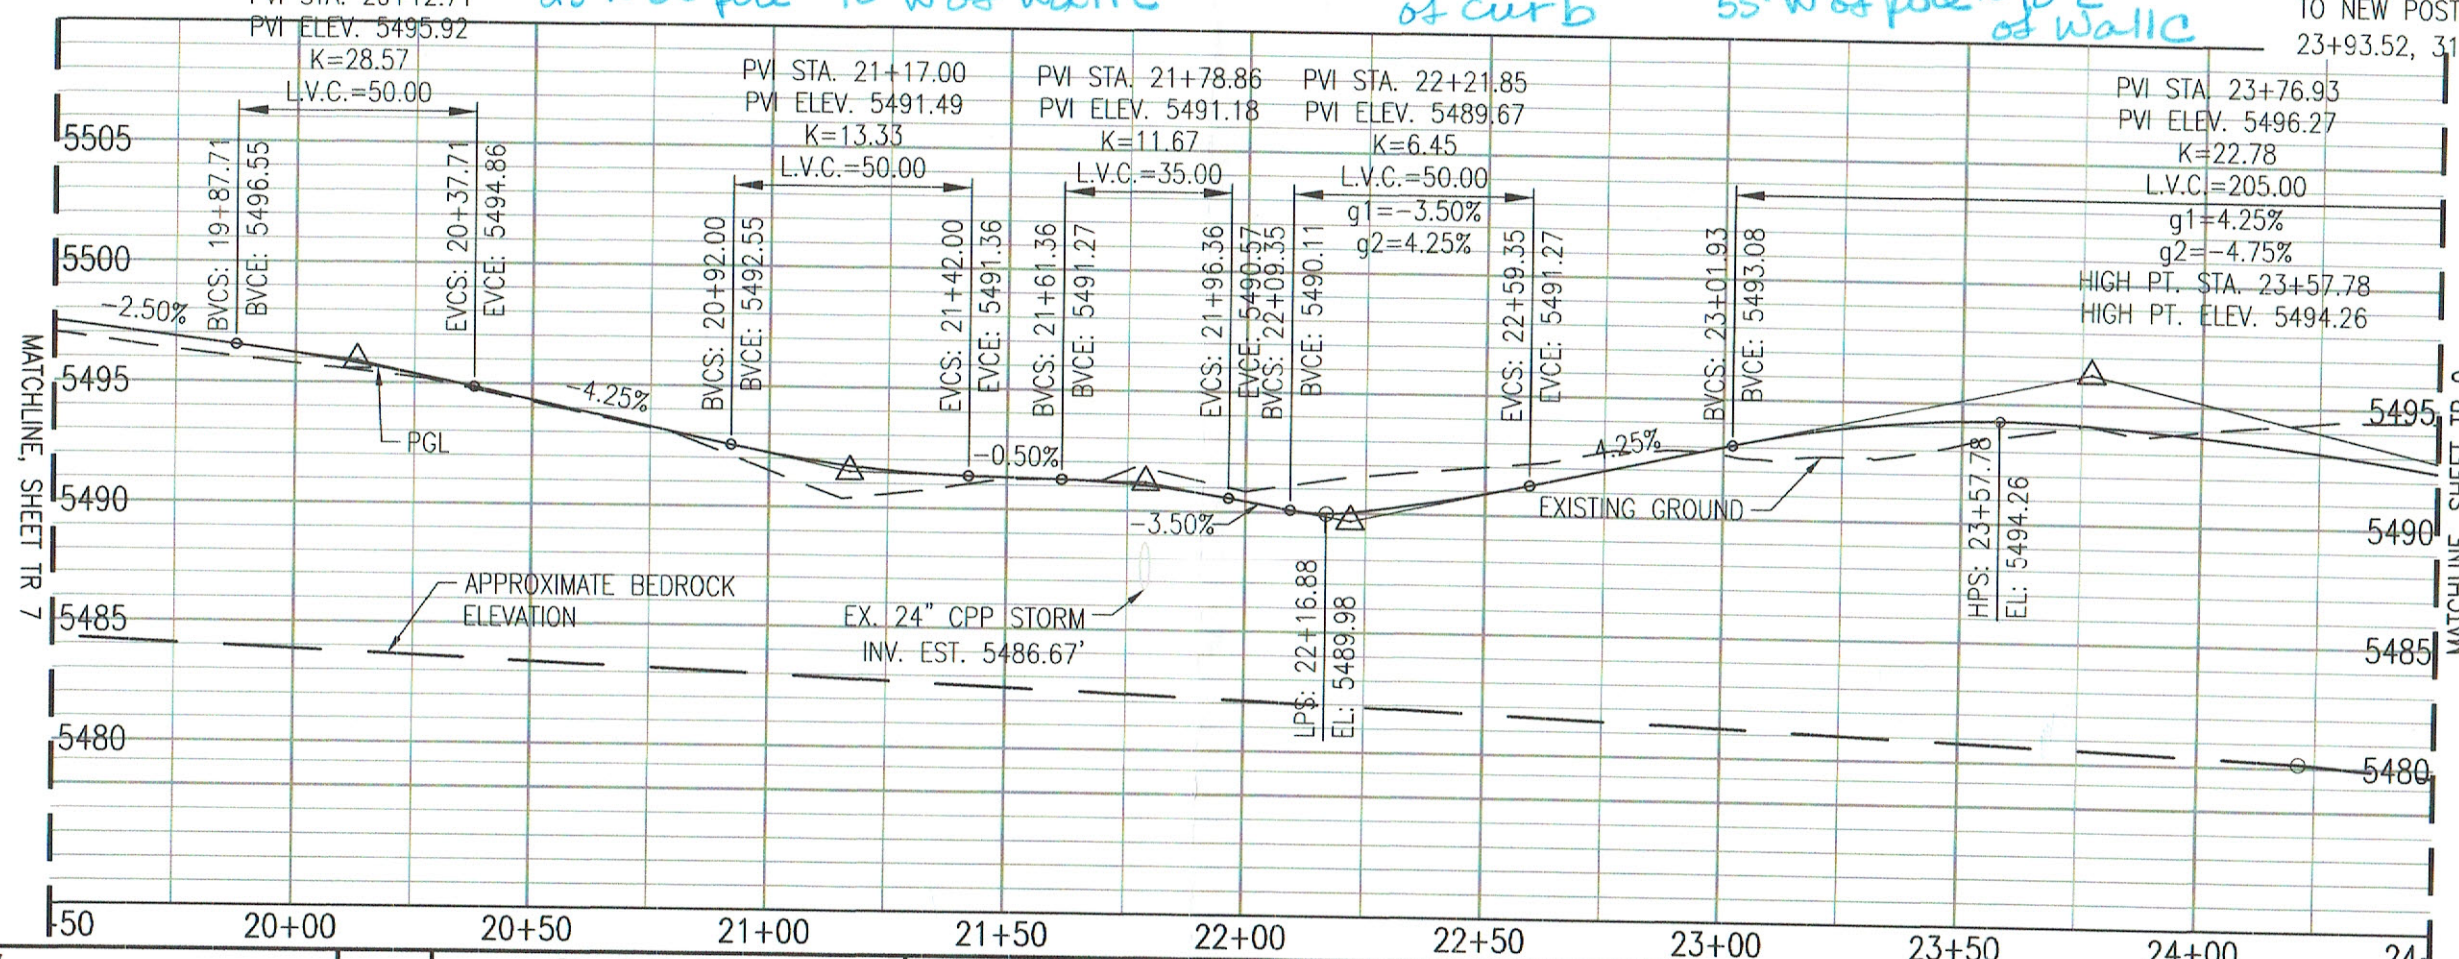 PVI ELEV. 5495.92
K=28.57
L.V.C.=50.00
BVCS: 19+87.71
BVCE: 5496.55
EVCS: 20+37.71
EVCE: 5494.86
of curb
of walk
TO NEW POST
23+93.52, 31
PVI STA. 21+17.00
PVI ELEV. 5491.49
K=13.33
L.V.C.=50.00
BVCS: 20+92.00
BVCE: 5492.55
EVCS: 21+42.00
EVCE: 5491.36
PVI STA. 21+78.86
PVI ELEV. 5491.18
K=11.67
L.V.C.=35.00
BVCS: 21+61.36
BVCE: 5491.27
EVCS: 21+96.36
EVCE: 5490.57
PVI STA. 22+21.85
PVI ELEV. 5489.67
K=6.45
L.V.C.=50.00
g1=-3.50%
g2=4.25%
BVCS: 22+09.35
BVCE: 5490.11
EVCS: 22+59.35
EVCE: 5491.27
PVI STA. 23+76.93
PVI ELEV. 5496.27
K=22.78
L.V.C.=205.00
g1=4.25%
g2=-4.75%
HIGH PT. STA. 23+57.78
HIGH PT. ELEV. 5494.26
BVCS: 23+01.93
BVCE: 5493.08
5505
5500
5495
5490
5485
5480
-2.50%
-4.25%
-0.50%
-3.50%
4.25%
PGL
EXISTING GROUND
APPROXIMATE BEDROCK
ELEVATION
EX. 24" CPP STORM
INV. EST. 5486.67'
LPS: 22+16.88
EL: 5489.98
HPS: 23+57.78
EL: 5494.26
5495
5490
5485
5480
MATCHLINE, SHEET TR 7
50
20+00
20+50
21+00
21+50
22+00
22+50
23+00
23+50
24+00